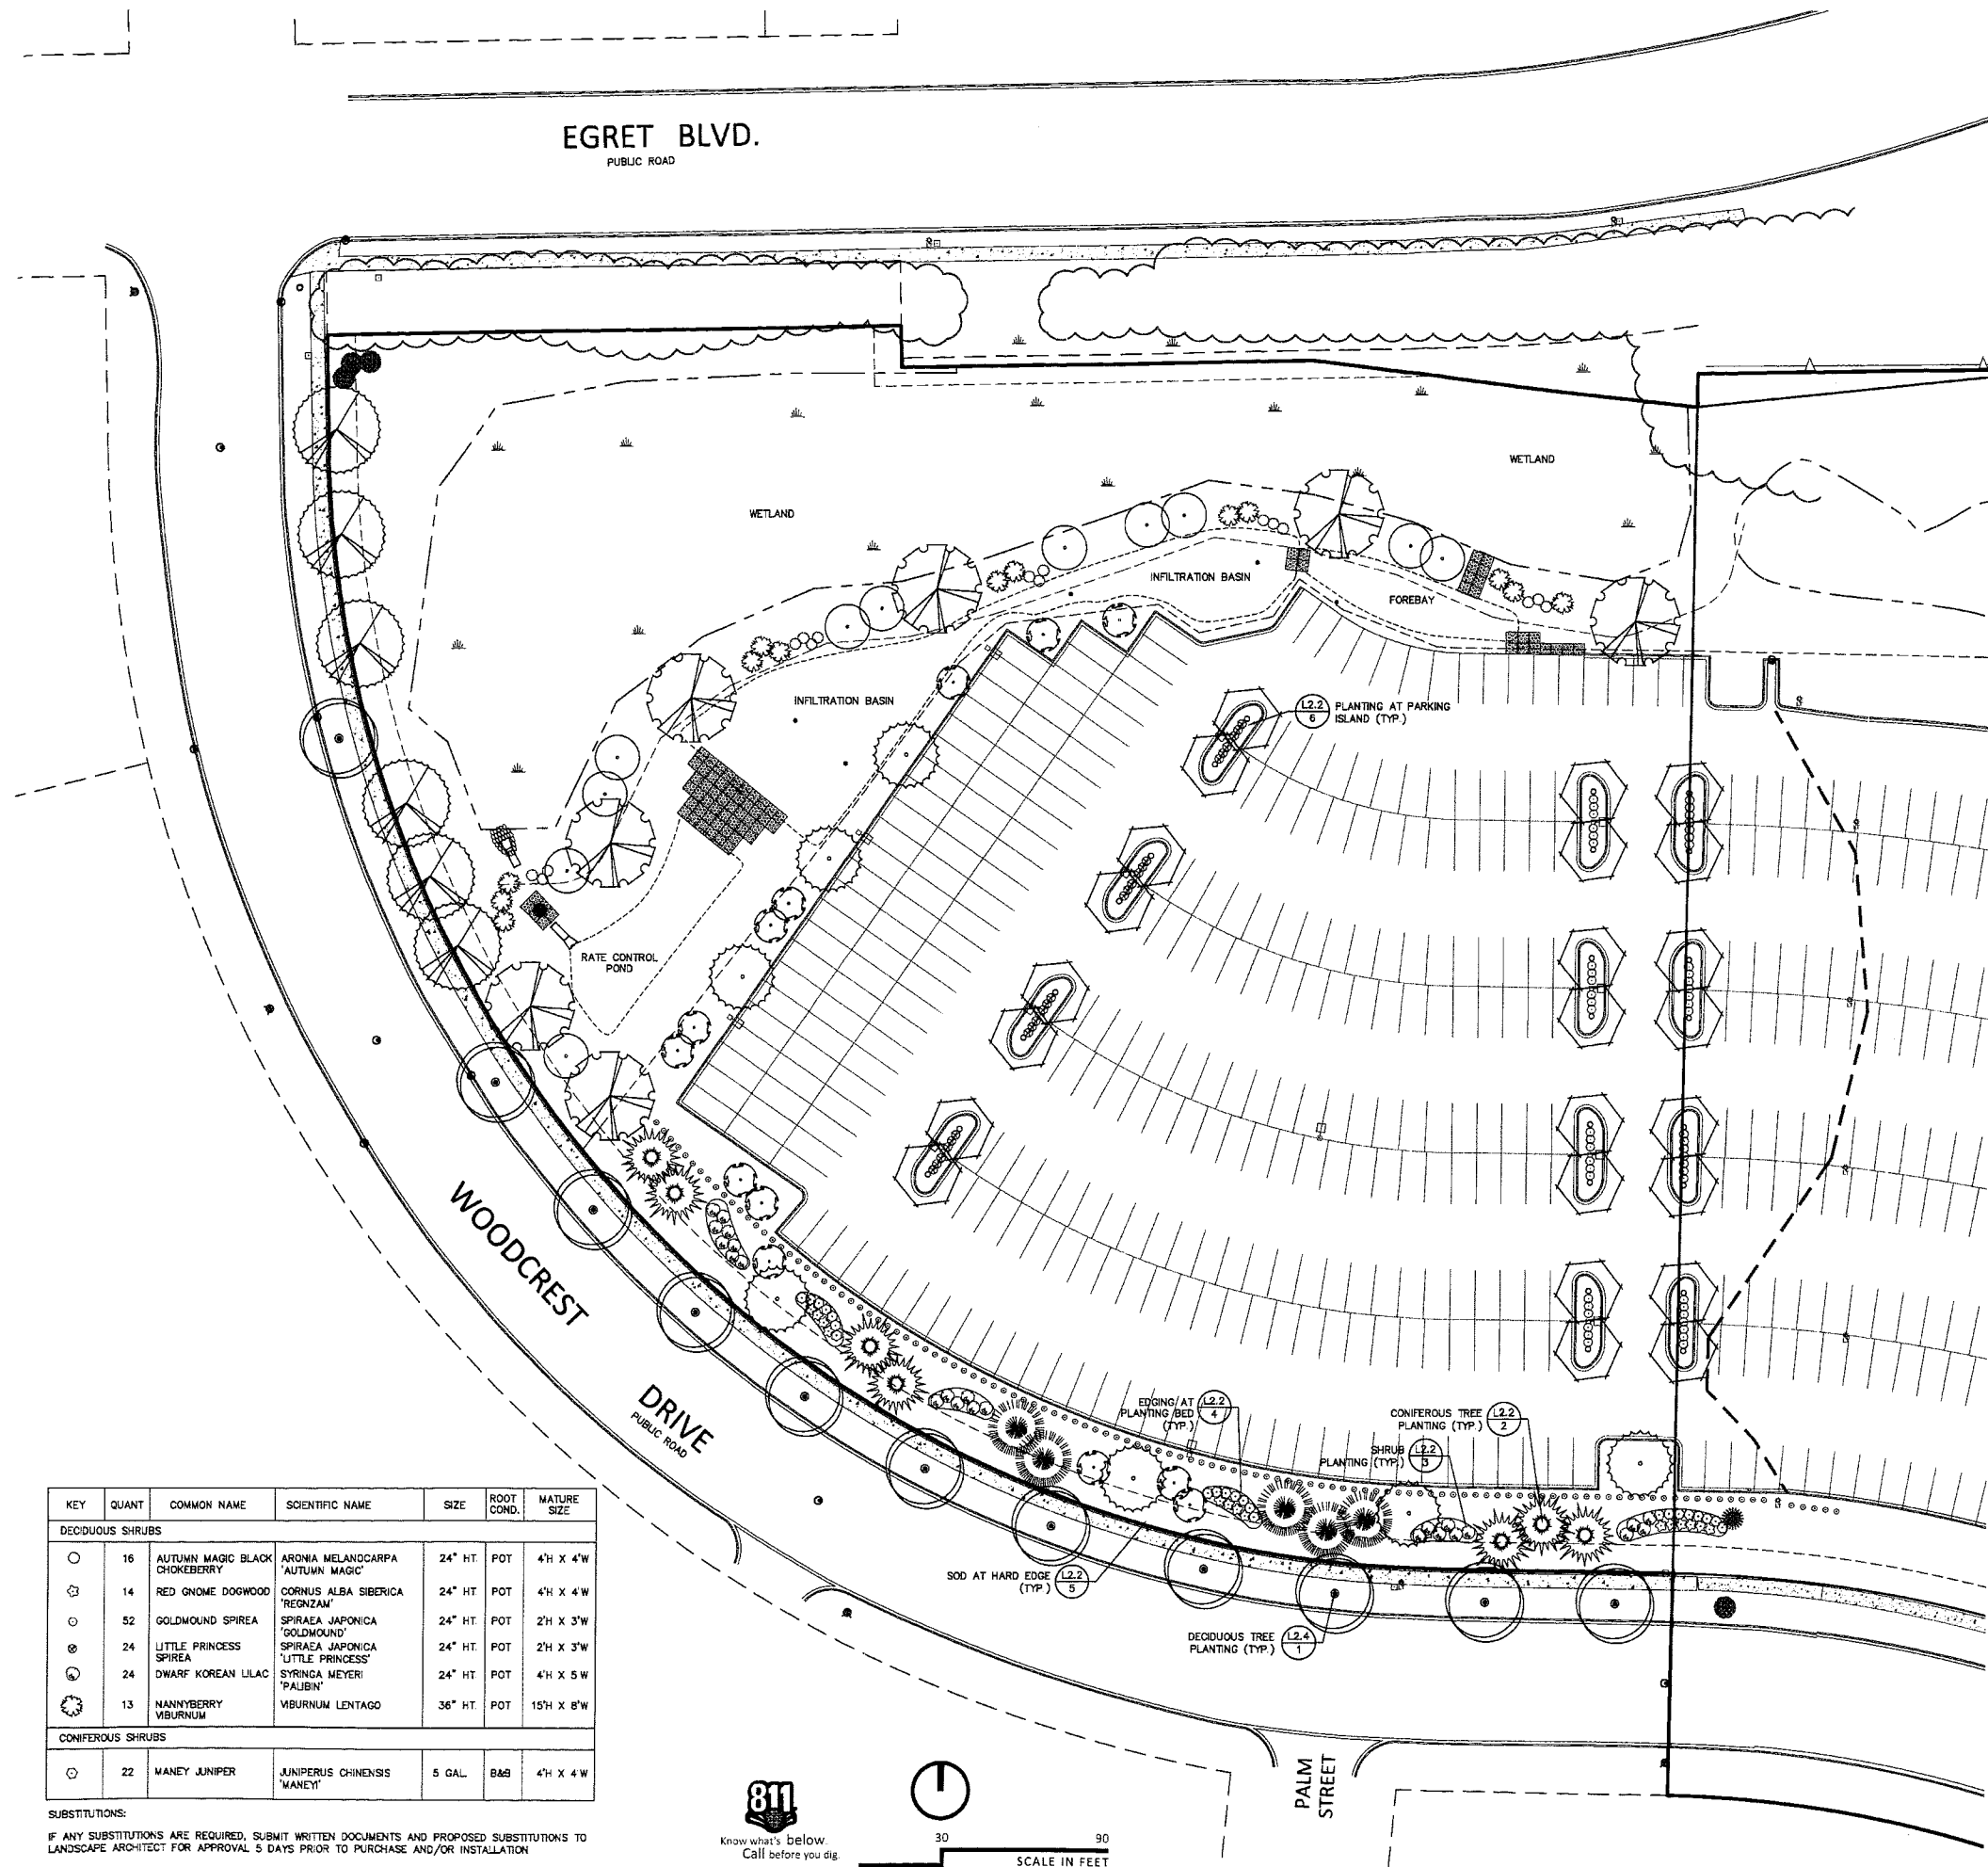 EGRET BLVD.
PUBLIC ROAD
WETLAND
WETLAND
INFILTRATION BASIN
FOREBAY
INFILTRATION BASIN
L2.2
6
PLANTING AT PARKING
ISLAND (TYP.)
RATE CONTROL
POND
WOODCREST
DRIVE
PUBLIC ROAD
EDGING AT
PLANTING BED
(TYP.)
L2.2
4
CONIFEROUS TREE
PLANTING (TYP.)
L2.2
2
SHRUB
PLANTING (TYP.)
L2.2
3
SOD AT HARD EDGE
(TYP.)
L2.2
5
DECIDUOUS TREE
PLANTING (TYP.)
L2.4
1
PALM
STREET
KEY QUANT COMMON NAME SCIENTIFIC NAME SIZE ROOT COND. MATURE SIZE
DECIDUOUS SHRUBS
16 AUTUMN MAGIC BLACK ARONIA MELANOCARPA 24" HT. POT 4'H X 4'W
CHOKEBERRY 'AUTUMN MAGIC'
14 RED GNOME DOGWOOD CORNUS ALBA SIBERICA 24" HT POT 4'H X 4'W
'REGNZAM'
52 GOLDMOUND SPIREA SPIRAEA JAPONICA 24" HT. POT 2'H X 3'W
'GOLDMOUND'
24 LITTLE PRINCESS SPIRAEA JAPONICA 24" HT. POT 2'H X 3'W
SPIREA 'LITTLE PRINCESS'
24 DWARF KOREAN LILAC SYRINGA MEYERI 24" HT. POT 4'H X 5 W
'PALIBIN'
13 NANNYBERRY VIBURNUM LENTAGO 36" HT. POT 15'H X 8'W
VIBURNUM
CONIFEROUS SHRUBS
22 MANEY JUNIPER JUNIPERUS CHINENSIS 5 GAL. B&B 4'H X 4'W
'MANEYI'
SUBSTITUTIONS:
IF ANY SUBSTITUTIONS ARE REQUIRED, SUBMIT WRITTEN DOCUMENTS AND PROPOSED SUBSTITUTIONS TO
LANDSCAPE ARCHITECT FOR APPROVAL 5 DAYS PRIOR TO PURCHASE AND/OR INSTALLATION
811
Know what's below.
Call before you dig.
30 90
SCALE IN FEET